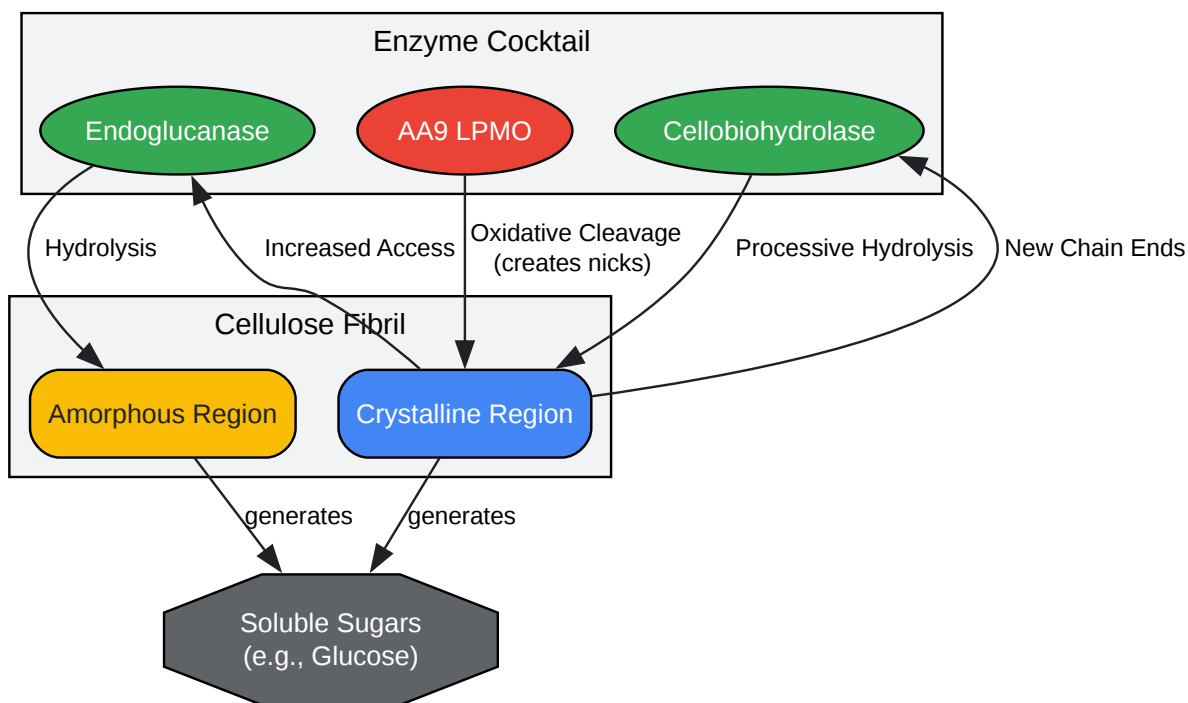 Enzyme Cocktail
Endoglucanase
AA9 LPMO
Cellobiohydrolase
Hydrolysis
Increased Access
Oxidative Cleavage
(creates nicks)
Processive Hydrolysis
New Chain Ends
Cellulose Fibril
Amorphous Region
Crystalline Region
generates
generates
Soluble Sugars
(e.g., Glucose)